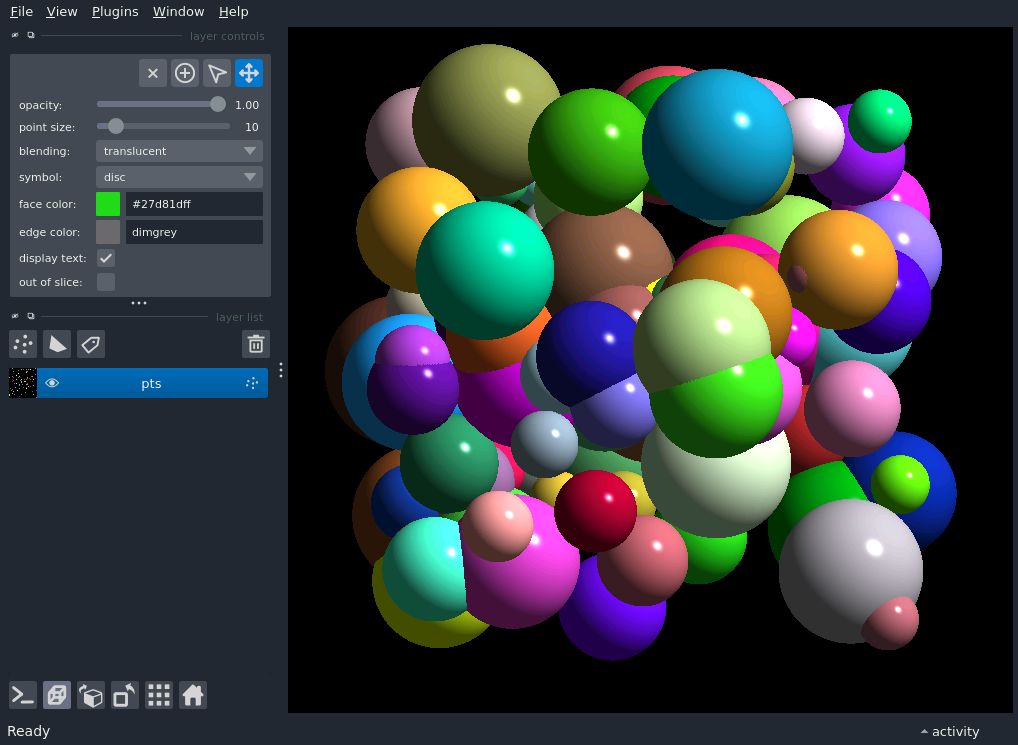 File View Plugins Window Help
layer controls
opacity: 1.00
point size: 10
blending: translucent
symbol: disc
face color: #27d81dff
edge color: dimgrey
display text:
out of slice:
layer list
pts
Ready
activity